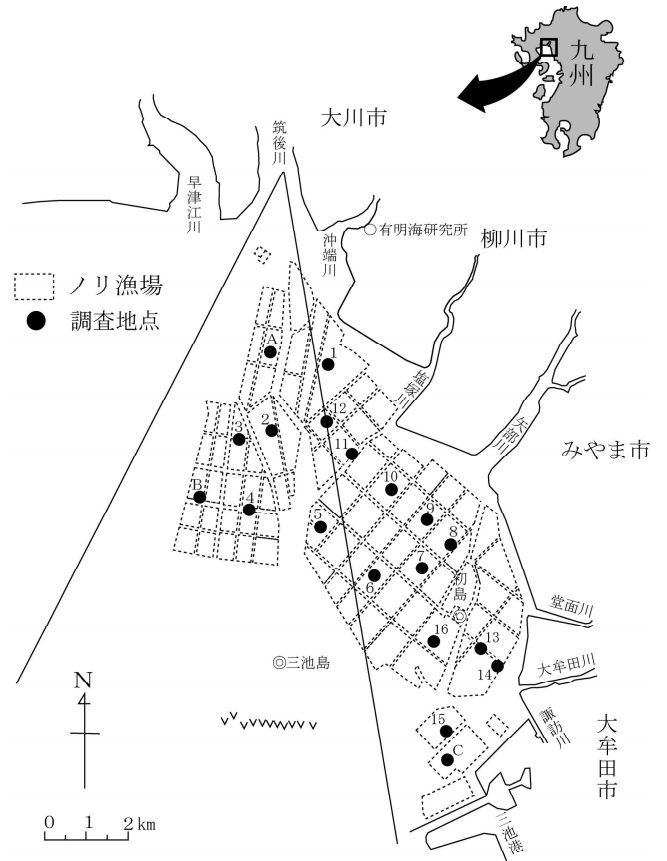 九州
大川市
筑後川
早津江川
沖端川
○有明海研究所
柳川市
ノリ漁場
調査地点
A
1
塩塚川
12
2
3
11
矢部川
みやま市
10
B
4
9
5
8
7
6
初島
◎
堂面川
16
13
◎三池島
14
大牟田川
N
諏訪川
15
大牟田市
C
0 1 2km
三池港